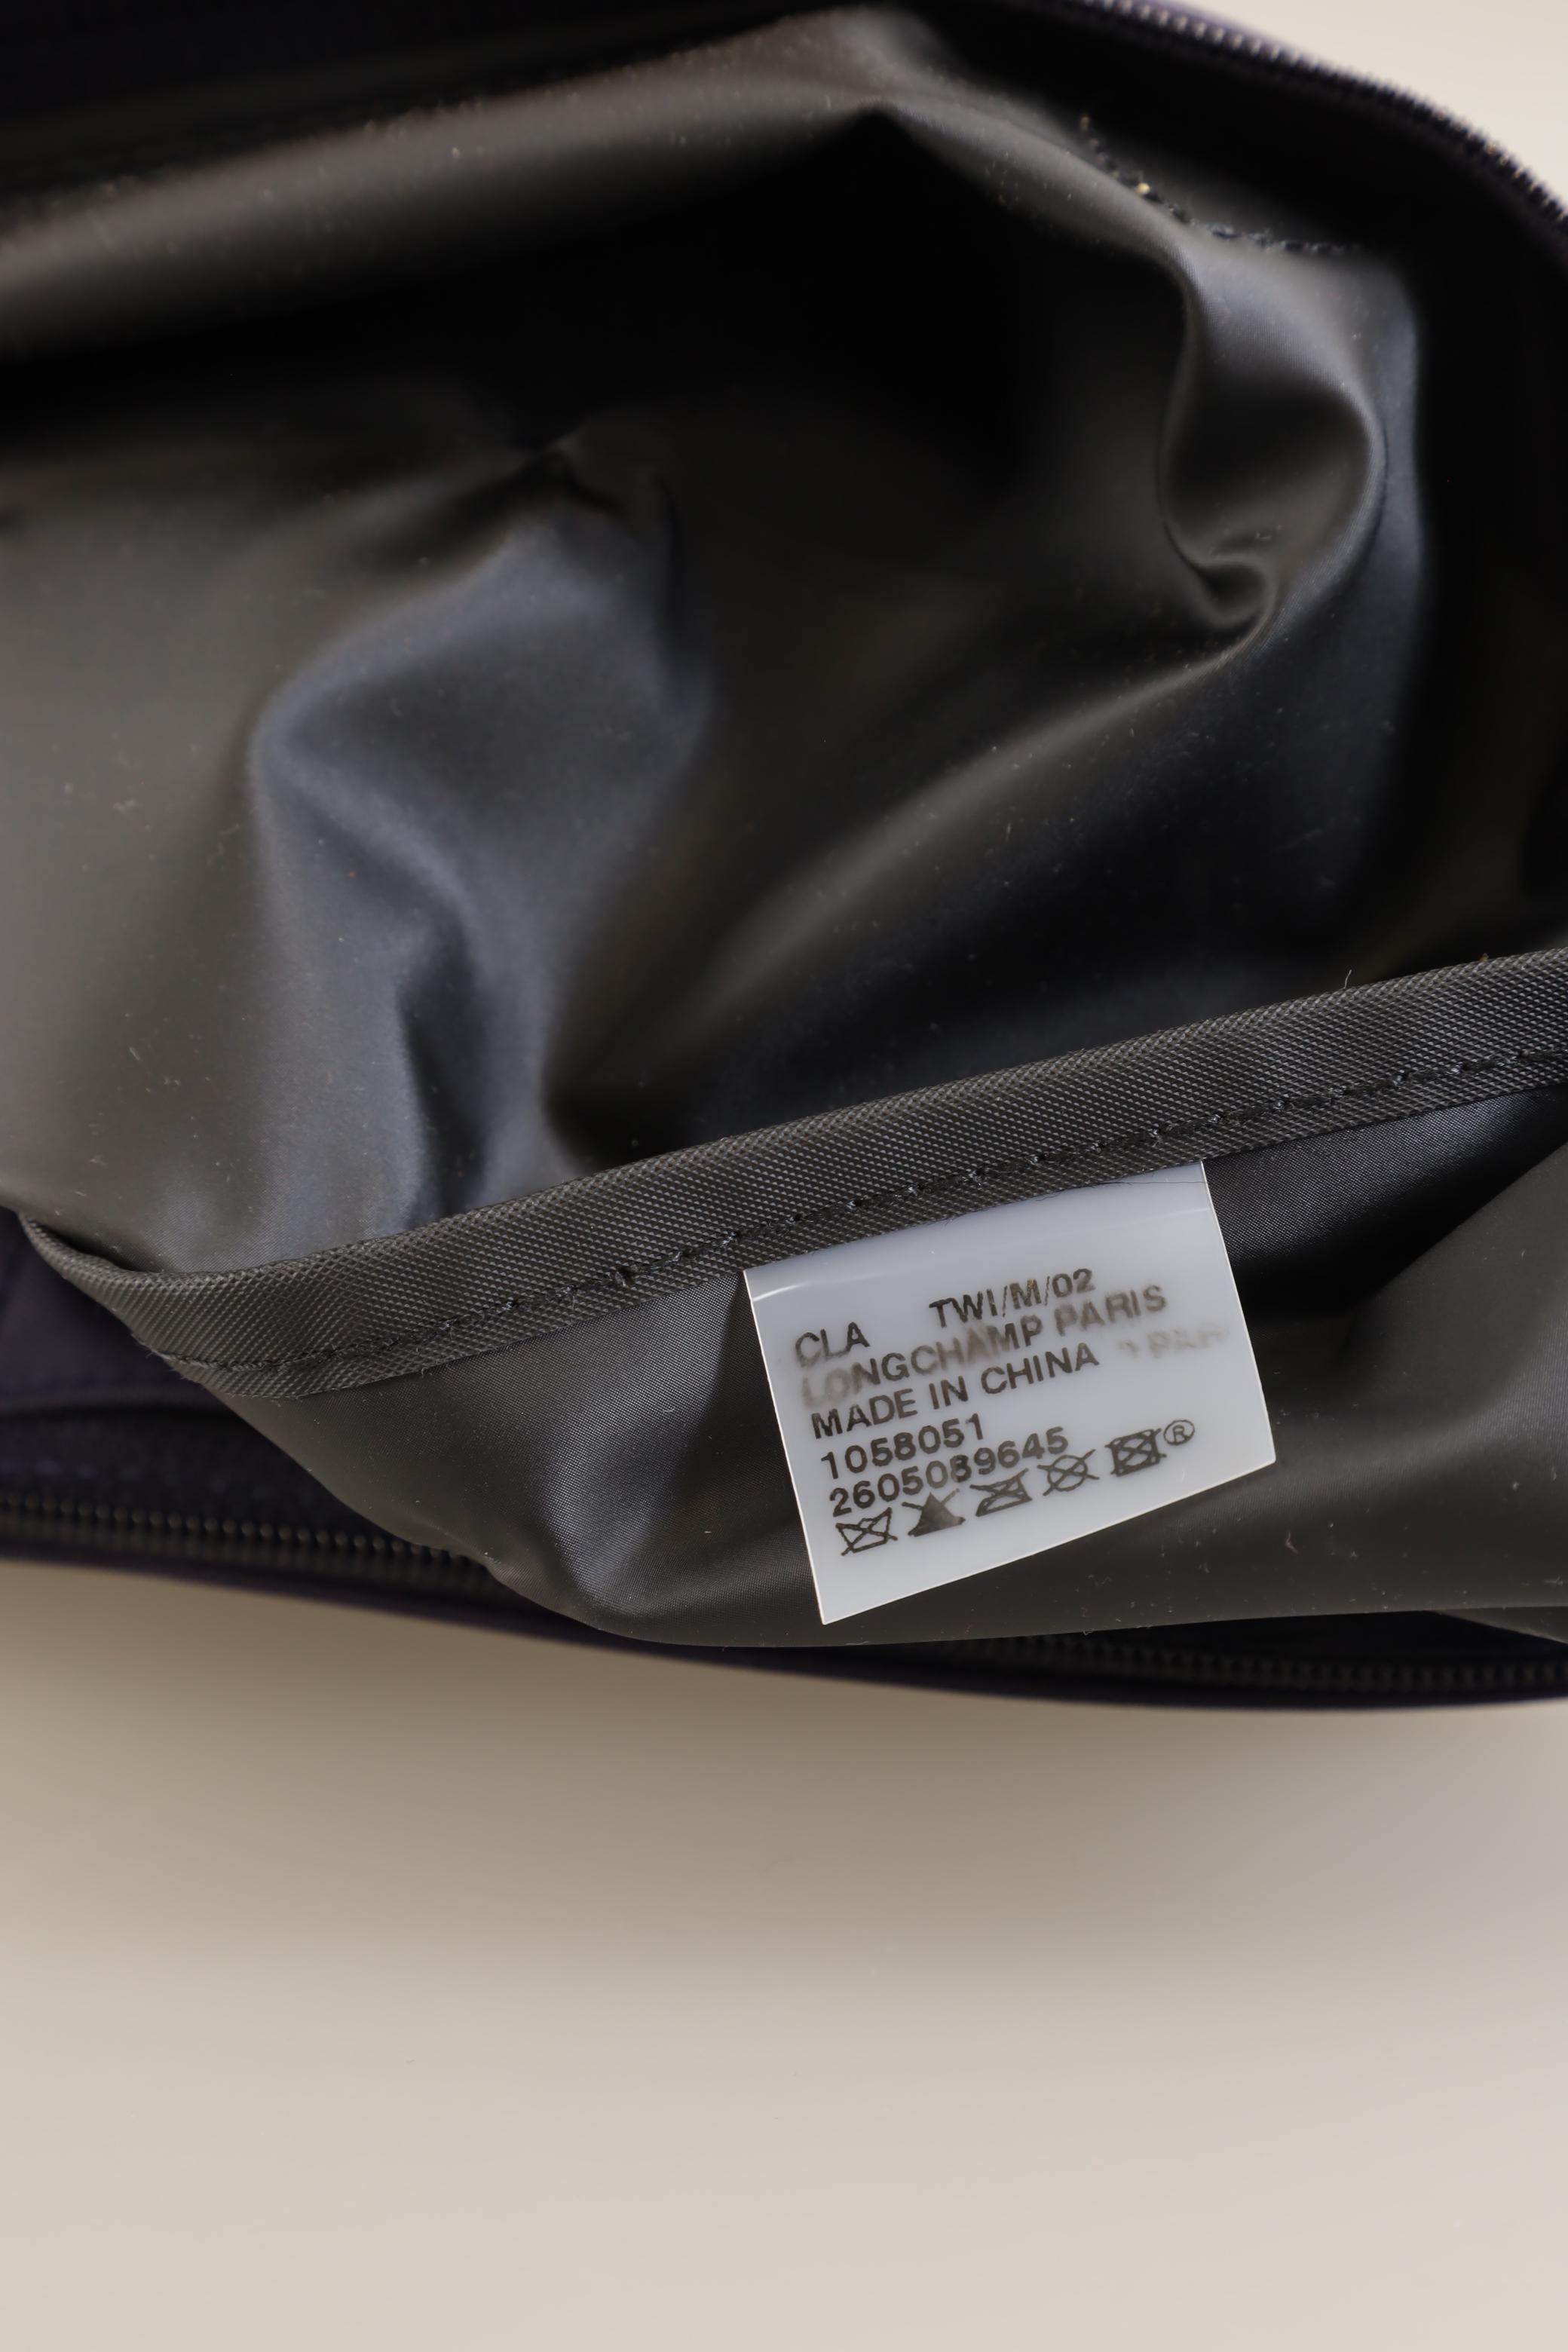 CLA TWI/M/02
LONGCHAMP PARIS
MADE IN CHINA
1058051
2605089645
®